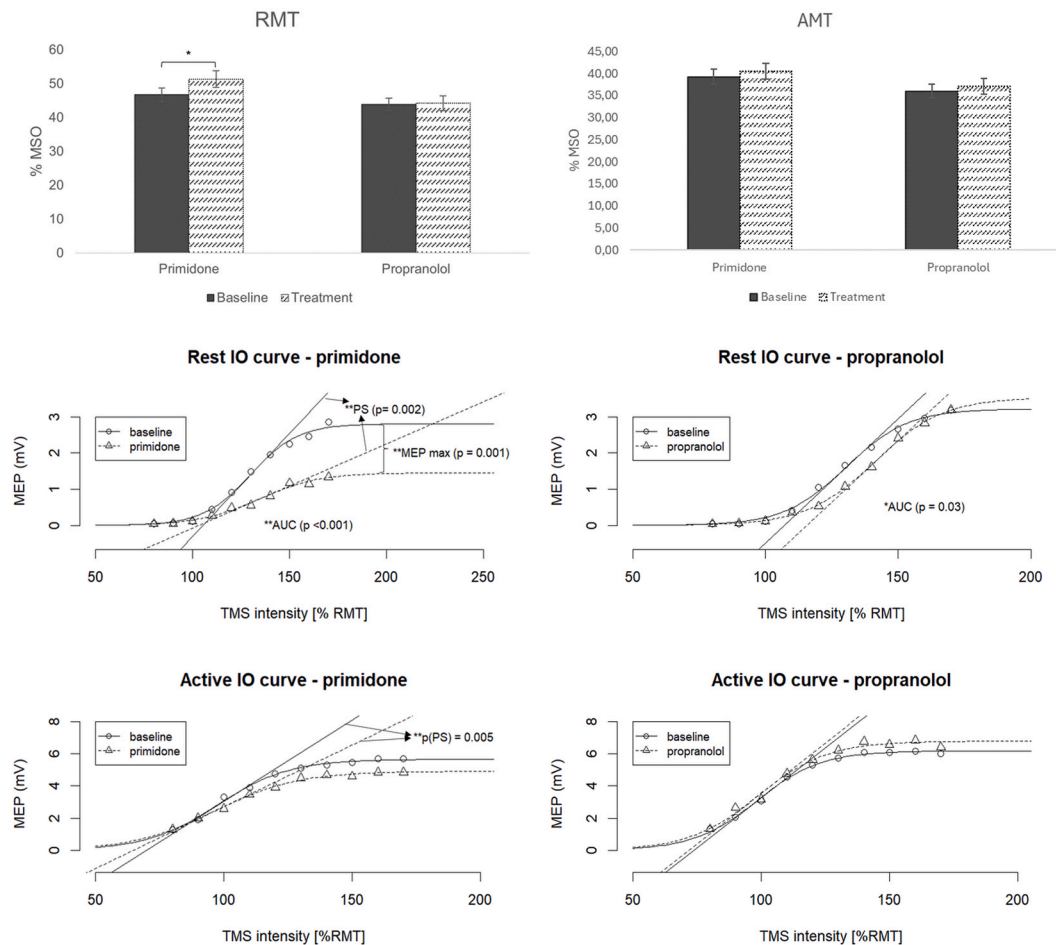 RMT
60
50
40
30
20
10
0
% MSO
*
Primidone
Propranolol
Baseline Treatment
AMT
45,00
40,00
35,00
30,00
25,00
20,00
15,00
10,00
5,00
0,00
% MSO
Primidone
Propranolol
Baseline Treatment
Rest IO curve - primidone
baseline
primidone
MEP (mV)
3
2
1
0
**PS (p= 0.002)
**MEP max (p = 0.001)
**AUC (p <0.001)
50 100 150 200 250
TMS intensity [% RMT]
Rest IO curve - propranolol
baseline
propranolol
MEP (mV)
3
2
1
0
*AUC (p = 0.03)
50 100 150 200
TMS intensity [% RMT]
Active IO curve - primidone
baseline
primidone
MEP (mV)
8
6
4
2
0
**p(PS) = 0.005
50 100 150 200
TMS intensity [%RMT]
Active IO curve - propranolol
baseline
propranolol
MEP (mV)
8
6
4
2
0
50 100 150 200
TMS intensity [%RMT]